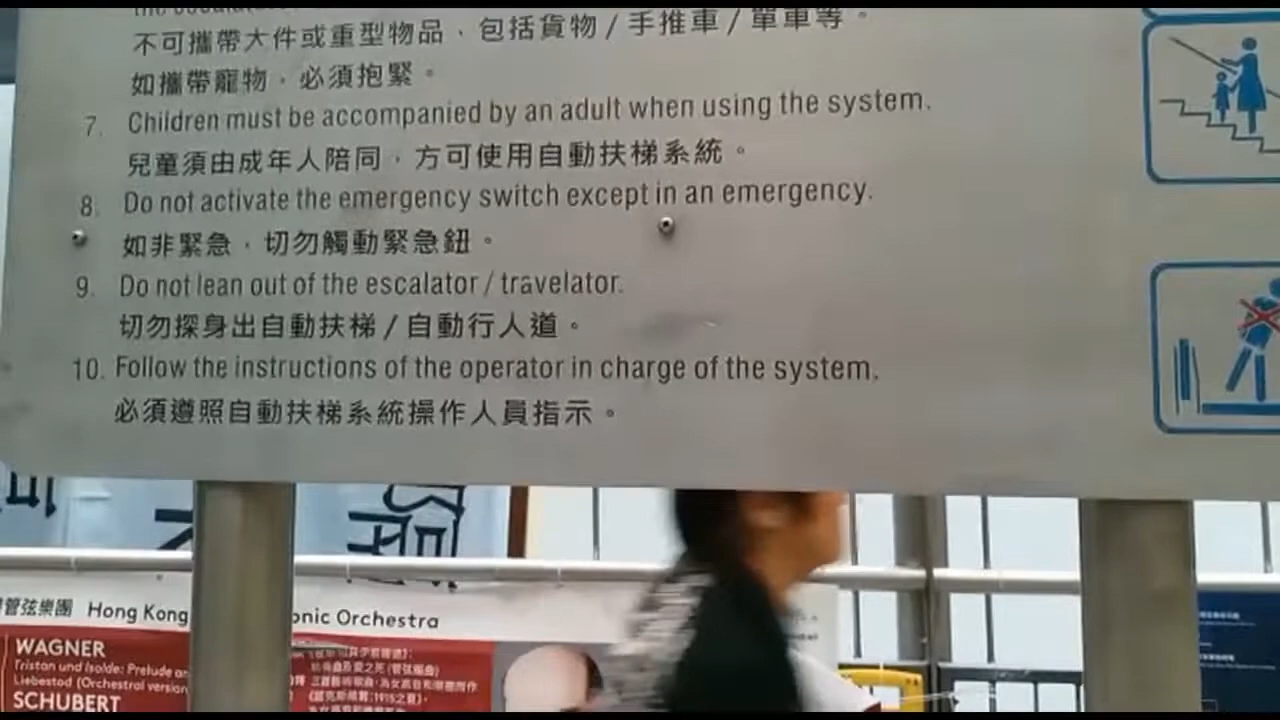 不可攜帶大件或重型物品，包括貨物/手推車/單車等。
如攜帶寵物，必須抱緊。
7. Children must be accompanied by an adult when using the system.
兒童須由成年人陪同，方可使用自動扶梯系統。
8. Do not activate the emergency switch except in an emergency.
如非緊急，切勿觸動緊急鈕。
9. Do not lean out of the escalator / travelator.
切勿探身出自動扶梯/自動行人道。
10. Follow the instructions of the operator in charge of the system.
必須遵照自動扶梯系統操作人員指示。
管弦樂團 Hong Kong Orchestra
WAGNER
Tristan und Isolde: Prelude
Liebestod (Orchestral version
SCHUBERT